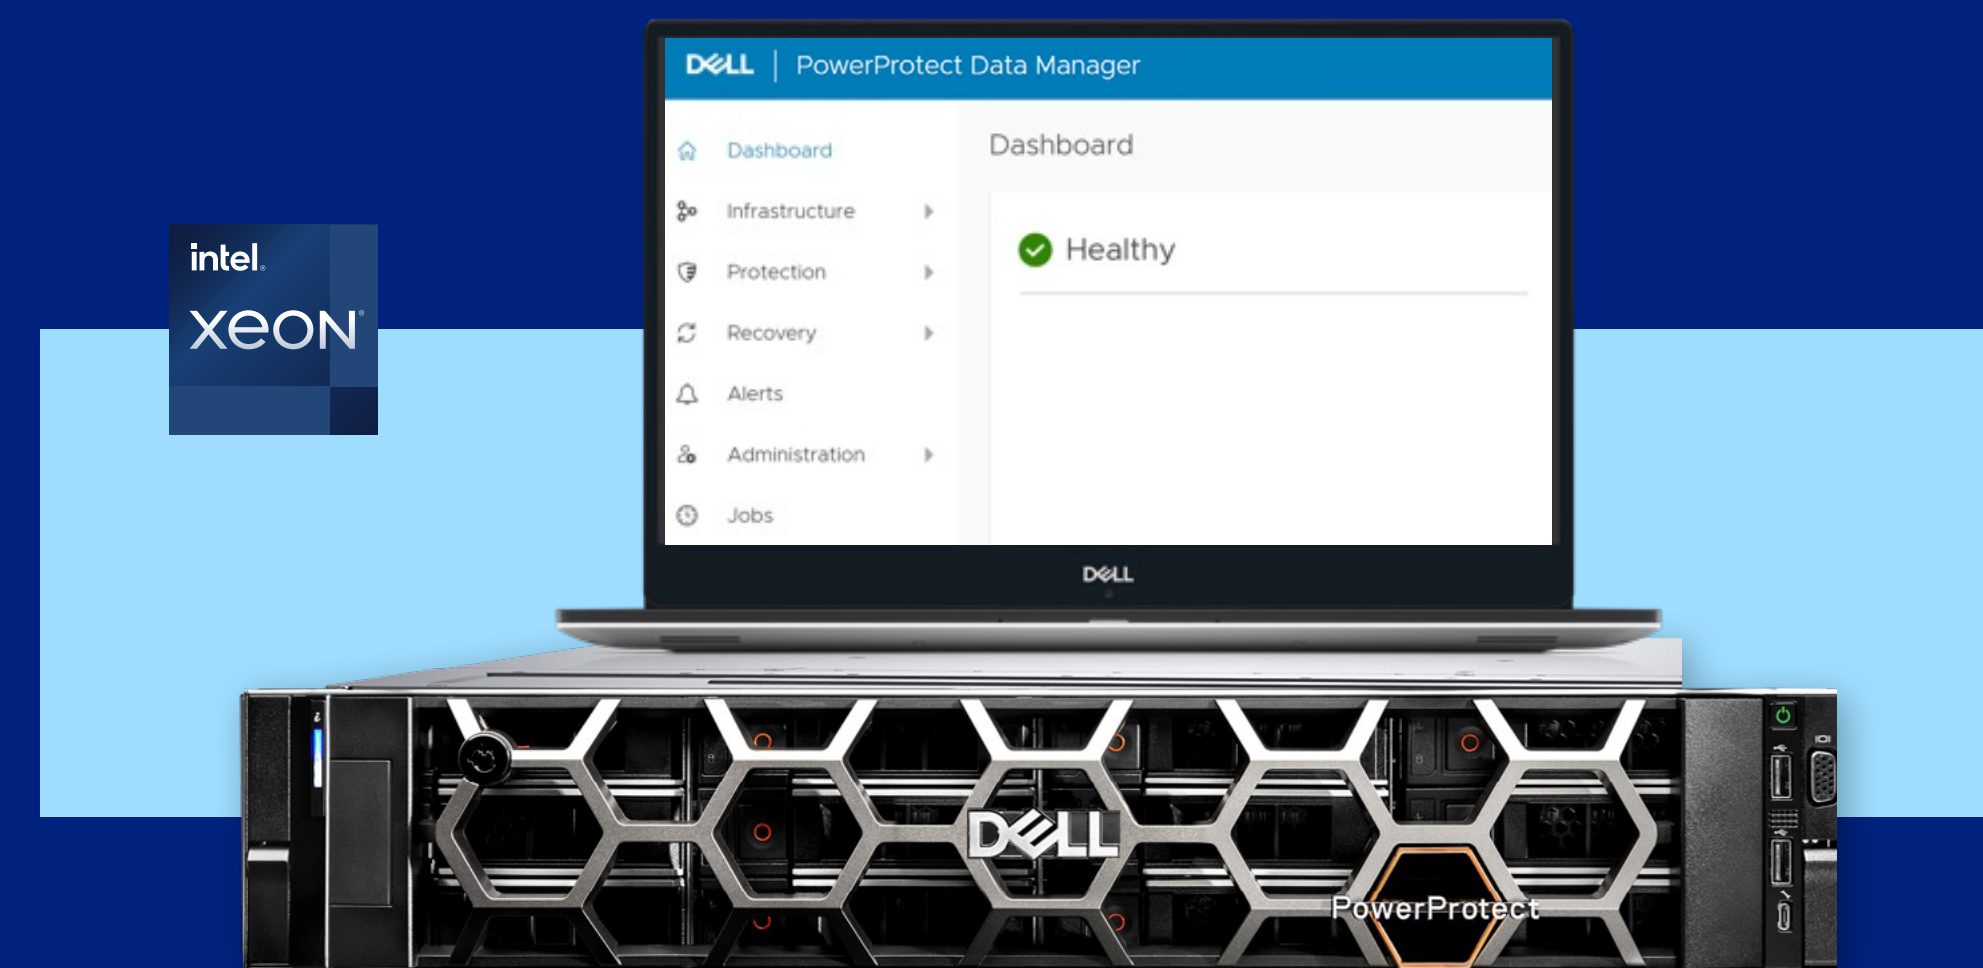 DELL | PowerProtect Data Manager
Dashboard
Infrastructure
Protection
Recovery
Alerts
Administration
Jobs
Dashboard
Healthy
DELL
intel.
xeon®
DELL
PowerProtect